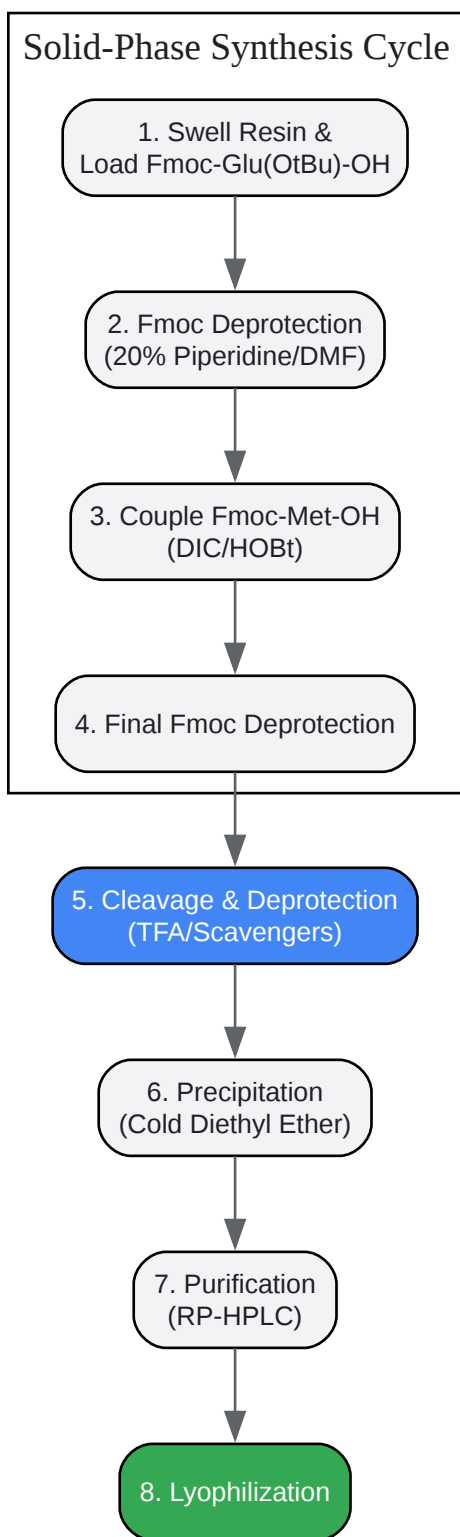 Solid-Phase Synthesis Cycle
1. Swell Resin &
Load Fmoc-Glu(OtBu)-OH
2. Fmoc Deprotection
(20% Piperidine/DMF)
3. Couple Fmoc-Met-OH
(DIC/HOBt)
4. Final Fmoc Deprotection
5. Cleavage & Deprotection
(TFA/Scavengers)
6. Precipitation
(Cold Diethyl Ether)
7. Purification
(RP-HPLC)
8. Lyophilization